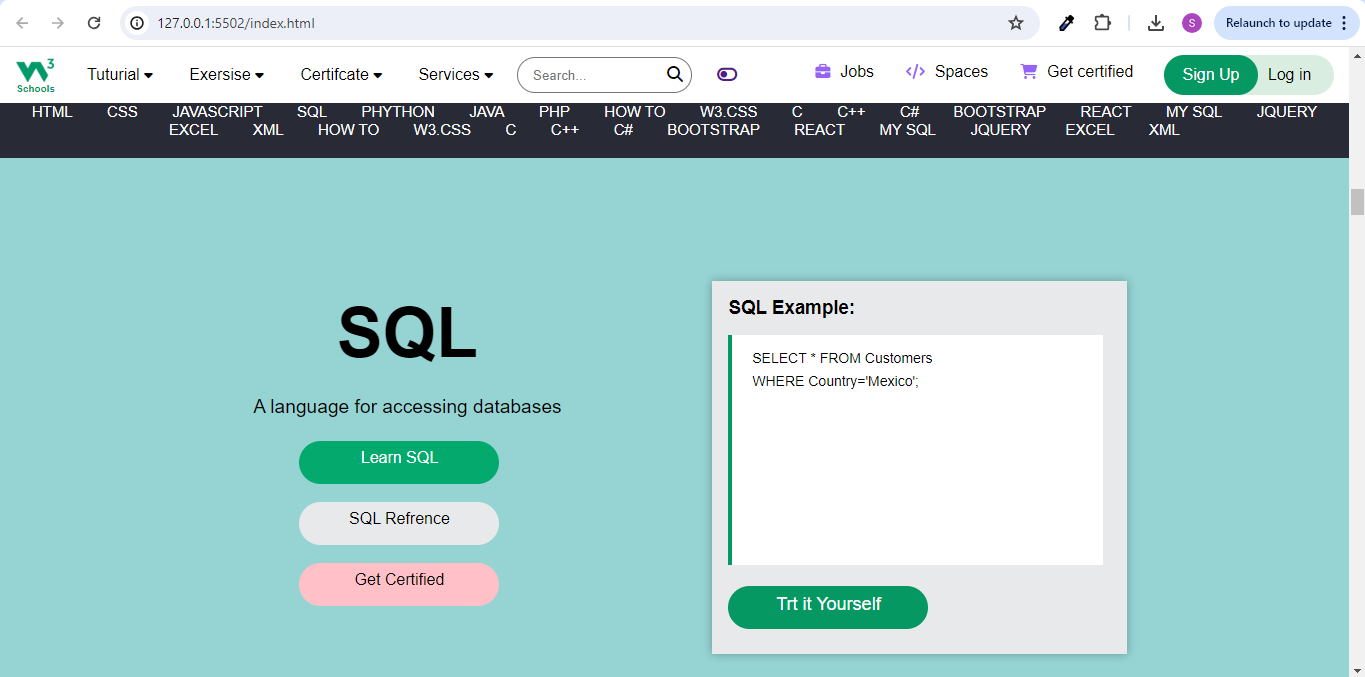 127.0.0.1:5502/index.html S Relaunch to update
3
Schools
Tuturial Exersise Certifcate Services Search... Jobs Spaces Get certified Sign Up Log in
HTML CSS JAVASCRIPT SQL PHYTHON JAVA PHP HOW TO W3.CSS C C++ C# BOOTSTRAP REACT MY SQL JQUERY
EXCEL XML HOW TO W3.CSS C C++ C# BOOTSTRAP REACT MY SQL JQUERY EXCEL XML
SQL
A language for accessing databases
Learn SQL
SQL Refrence
Get Certified
SQL Example:
SELECT * FROM Customers
WHERE Country='Mexico';
Trt it Yourself